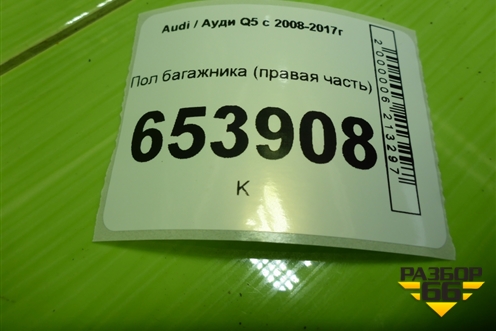 Audi / Ауди Q5 с 2008-2017г
Пол багажника (правая часть)
653908
К
2000006213297
РАЗБОР
66